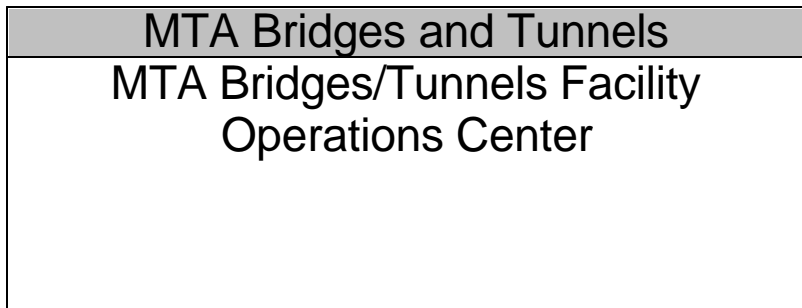 MTA Bridges and Tunnels
MTA Bridges/Tunnels Facility
Operations Center